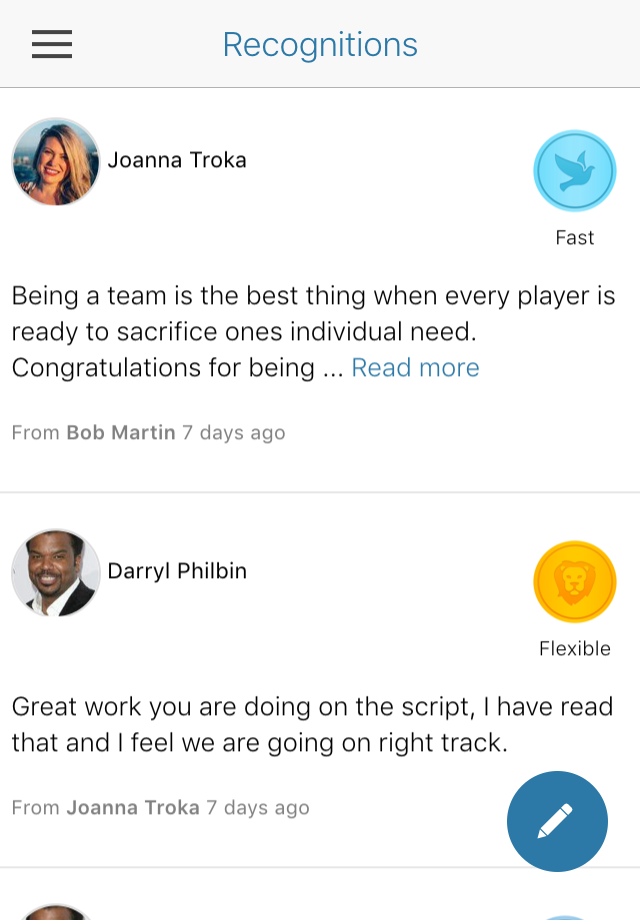 Recognitions
Joanna Troka
Fast
Being a team is the best thing when every player is
ready to sacrifice ones individual need.
Congratulations for being ... Read more
From Bob Martin 7 days ago
Darryl Philbin
Flexible
Great work you are doing on the script, I have read
that and I feel we are going on right track.
From Joanna Troka 7 days ago